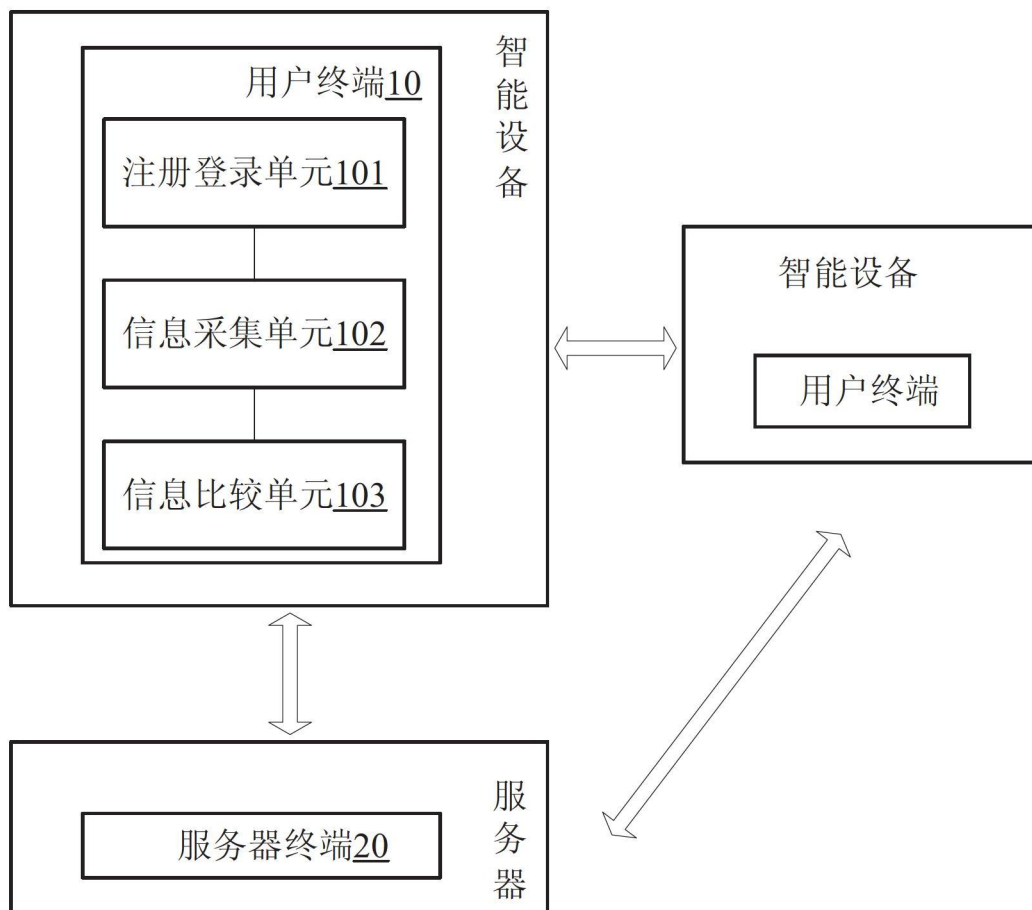 智能设备
用户终端10
注册登录单元101
信息采集单元102
信息比较单元103
智能设备
用户终端
服务器
服务器终端20